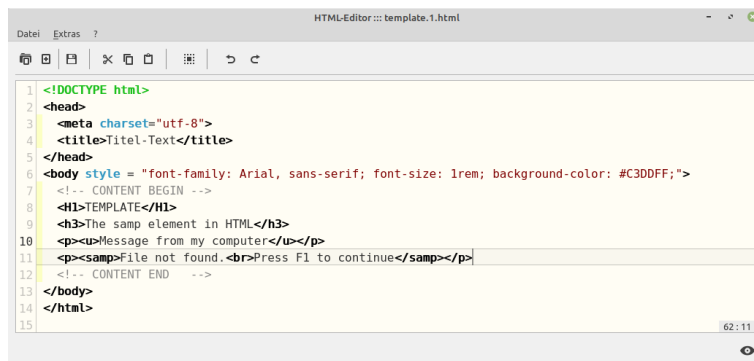 HTML-Editor ::: template.1.html
Datei Extras ?
1 <!DOCTYPE html>
2 <head>
3   <meta charset="utf-8">
4   <title>Titel-Text</title>
5 </head>
6 <body style = "font-family: Arial, sans-serif; font-size: 1rem; background-color: #C3DDFF;">
7   <!-- CONTENT BEGIN -->
8   <H1>TEMPLATE</H1>
9   <h3>The samp element in HTML</h3>
10   <p><u>Message from my computer</u></p>
11   <p><samp>File not found.<br>Press F1 to continue</samp></p>
12   <!-- CONTENT END   -->
13 </body>
14 </html>
15
62 : 11